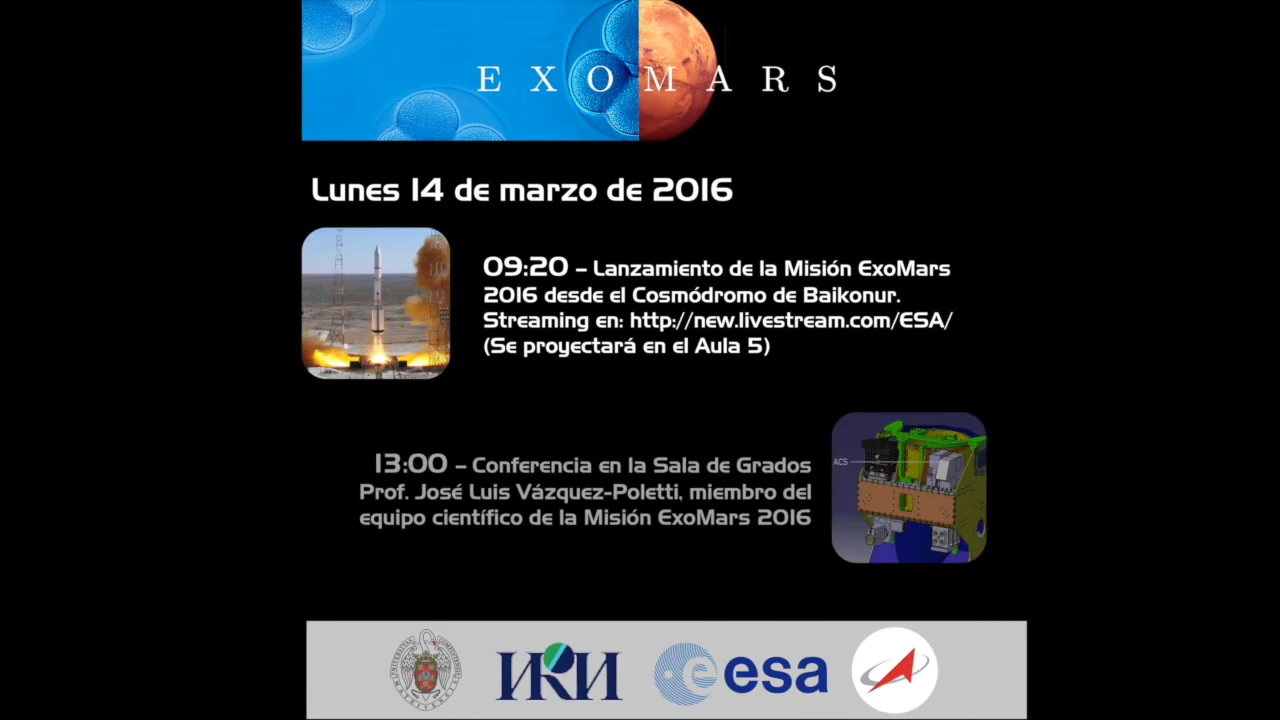 EXOMARS
Lunes 14 de marzo de 2016
09:20 – Lanzamiento de la Misión ExoMars
2016 desde el Cosmódromo de Baikonur.
Streaming en: http://new.livestream.com/ESA/
(Se proyectará en el Aula 5)
13:00 – Conferencia en la Sala de Grados
Prof. José Luis Vázquez-Poletti, miembro del
equipo científico de la Misión ExoMars 2016
ACS
ИКИ
esa